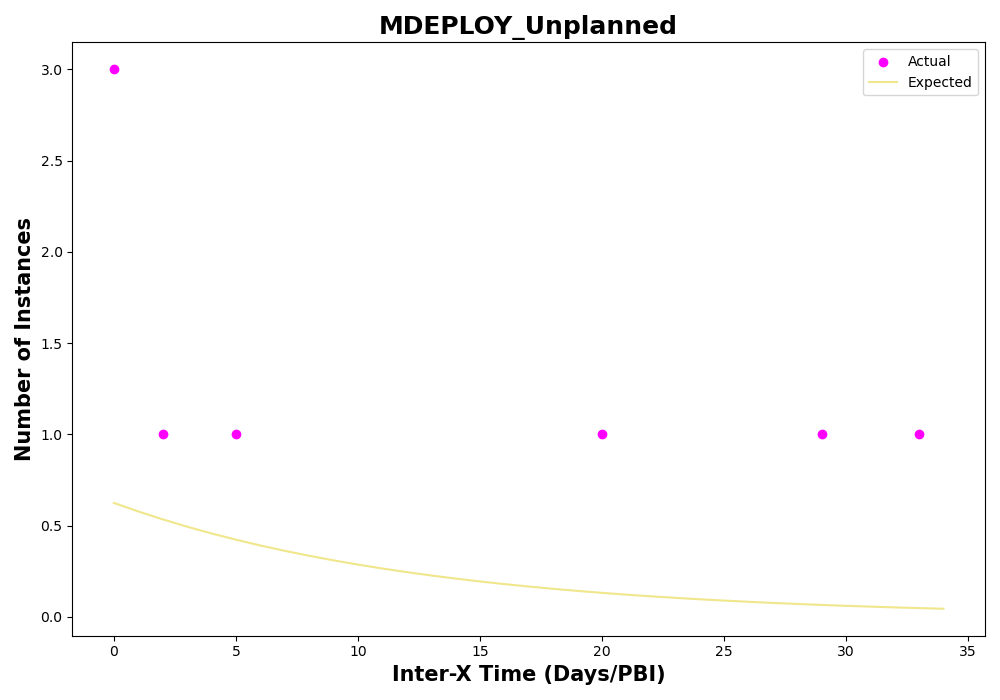 MDEPLOY_Unplanned
Actual
Expected
Number of Instances
3.0
2.5
2.0
1.5
1.0
0.5
0.0
0 5 10 15 20 25 30 35
Inter-X Time (Days/PBI)